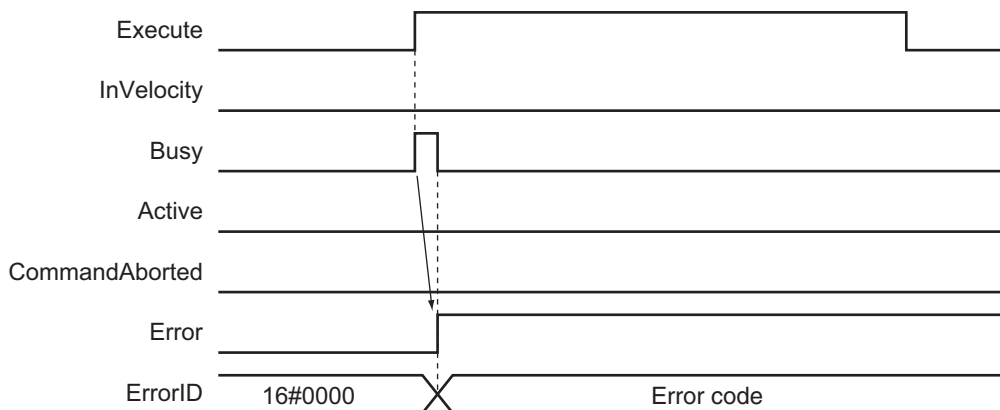 Execute
InVelocity
Busy
Active
CommandAborted
Error
ErrorID 16#0000 Error code